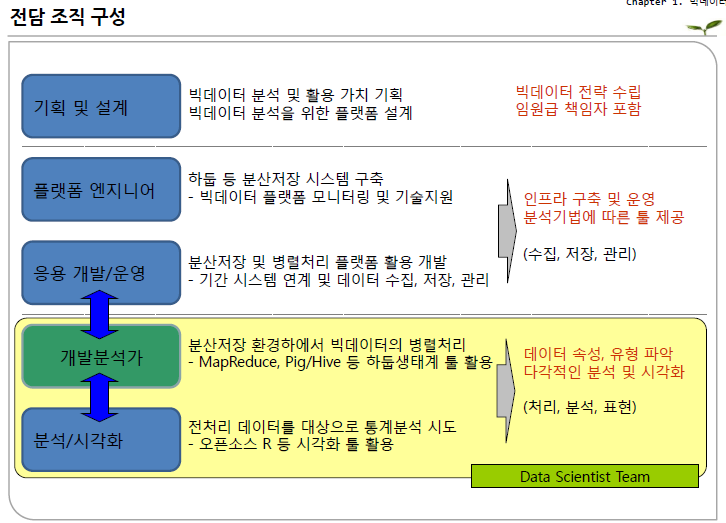 Chapter 1. 빅데이터
전담 조직 구성
기획 및 설계
빅데이터 분석 및 활용 가치 기획
빅데이터 분석을 위한 플랫폼 설계
빅데이터 전략 수립
임원급 책임자 포함
플랫폼 엔지니어
하둡 등 분산저장 시스템 구축
- 빅데이터 플랫폼 모니터링 및 기술지원
인프라 구축 및 운영
분석기법에 따른 툴 제공
(수집, 저장, 관리)
응용 개발/운영
분산저장 및 병렬처리 플랫폼 활용 개발
- 기간 시스템 연계 및 데이터 수집, 저장, 관리
개발분석가
분산저장 환경하에서 빅데이터의 병렬처리
- MapReduce, Pig/Hive 등 하둡생태계 툴 활용
데이터 속성, 유형 파악
다각적인 분석 및 시각화
(처리, 분석, 표현)
분석/시각화
전처리 데이터를 대상으로 통계분석 시도
- 오픈소스 R 등 시각화 툴 활용
Data Scientist Team